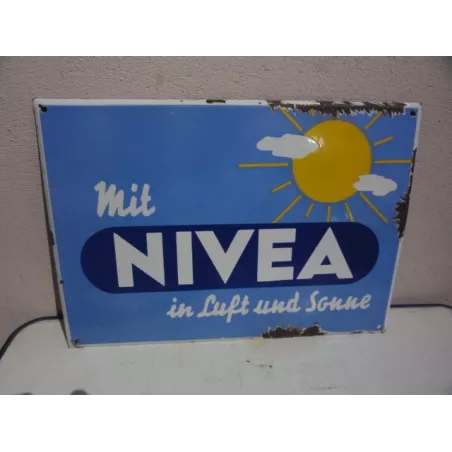 Mit
NIVEA
in Luft und Sonne